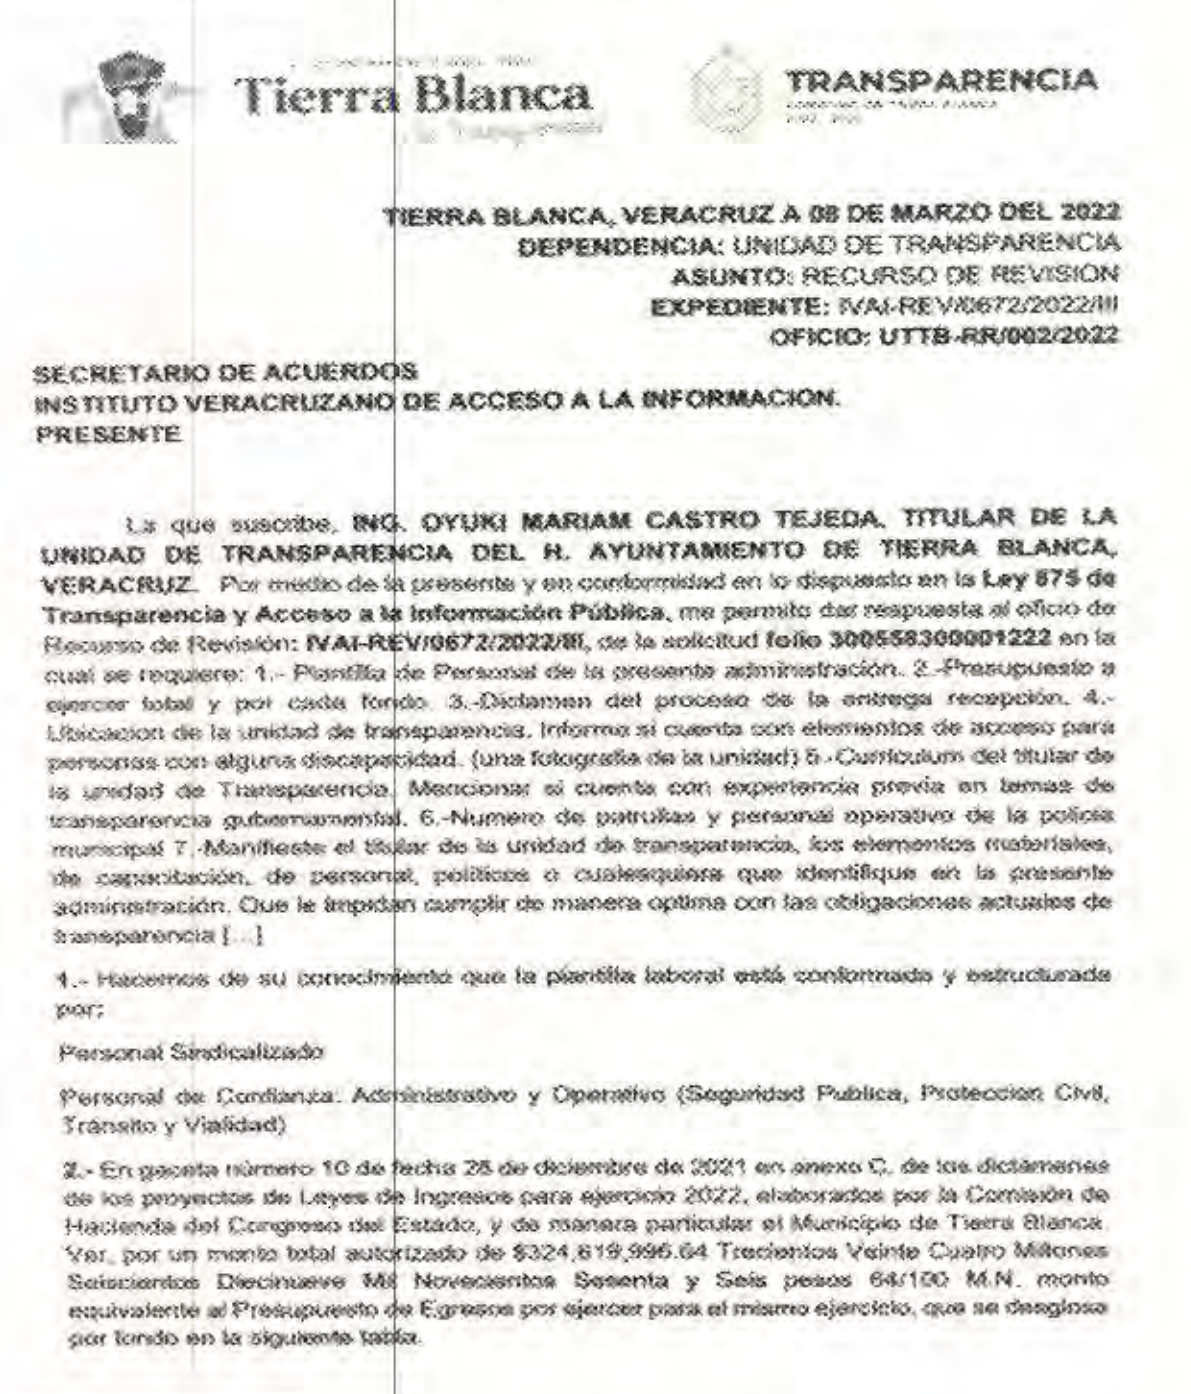 Tierra Blanca
TRANSPARENCIA
TIERRA BLANCA, VERACRUZ A 08 DE MARZO DEL 2022
DEPENDENCIA: UNIDAD DE TRANSPARENCIA
ASUNTO: RECURSO DE REVISION
EXPEDIENTE: IVAI-REV/0672/2022/III
OFICIO: UTTB-RR/002/2022
SECRETARIO DE ACUERDOS
INSTITUTO VERACRUZANO DE ACCESO A LA INFORMACION.
PRESENTE
La que suscribe, ING. OYUKI MARIAM CASTRO TEJEDA, TITULAR DE LA
UNIDAD DE TRANSPARENCIA DEL H. AYUNTAMIENTO DE TIERRA BLANCA,
VERACRUZ. Por medio de la presente y en conformidad en lo dispuesto en la Ley 875 de
Transparencia y Acceso a la Información Pública, me permito dar respuesta al oficio de
Recurso de Revisión: IVAI-REV/0672/2022/III, de la solicitud folio 300558300001222 en la
cual se requiere: 1.- Plantilla de Personal de la presente administración. 2.-Presupuesto a
ejercer total y por cada fondo. 3.-Dictamen del proceso de la entrega recepción. 4.-
Ubicacion de la unidad de transparencia. Informe si cuenta con elementos de acceso para
personas con alguna discapacidad. (una fotografia de la unidad) 5.-Curriculum del titular de
la unidad de Transparencia. Mencionar si cuenta con experiencia previa en temas de
transparencia gubernamental. 6.-Numero de patrullas y personal operativo de la policia
municipal 7.-Manifieste el titular de la unidad de transparencia, los elementos materiales,
de capacitación, de personal, politicos o cualesquiera que identifique en la presente
administración. Que le impidan cumplir de manera optima con las obligaciones actuales de
transparencia [...]
1.- Hacemos de su conocimiento que la plantilla laboral está conformada y estructurada
por:
Personal Sindicalizado
Personal de Confianza: Administrativo y Operativo (Seguridad Publica, Proteccion Civil,
Tránsito y Vialidad)
2.- En gaceta número 10 de fecha 28 de diciembre de 2021 en anexo C, de los dictámenes
de los proyectos de Leyes de Ingresos para ejercicio 2022, elaborados por la Comisión de
Hacienda del Congreso del Estado, y de manera particular el Municipio de Tierra Blanca
Ver, por un monto total autorizado de $324,619,996.64 Trecientos Veinte Cuatro Millones
Seiscientos Diecinueve Mil Novecientos Sesenta y Seis pesos 64/100 M.N. monto
equivalente al Presupuesto de Egresos por ejercer para el mismo ejercicio, que se desglosa
por fondo en la siguiente tabla.